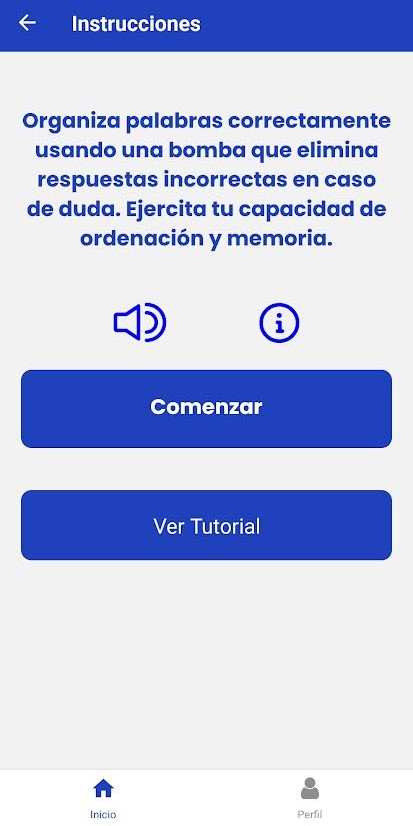 Instrucciones
Organiza palabras correctamente
usando una bomba que elimina
respuestas incorrectas en caso
de duda. Ejercita tu capacidad de
ordenación y memoria.
Comenzar
Ver Tutorial
Inicio
Perfil